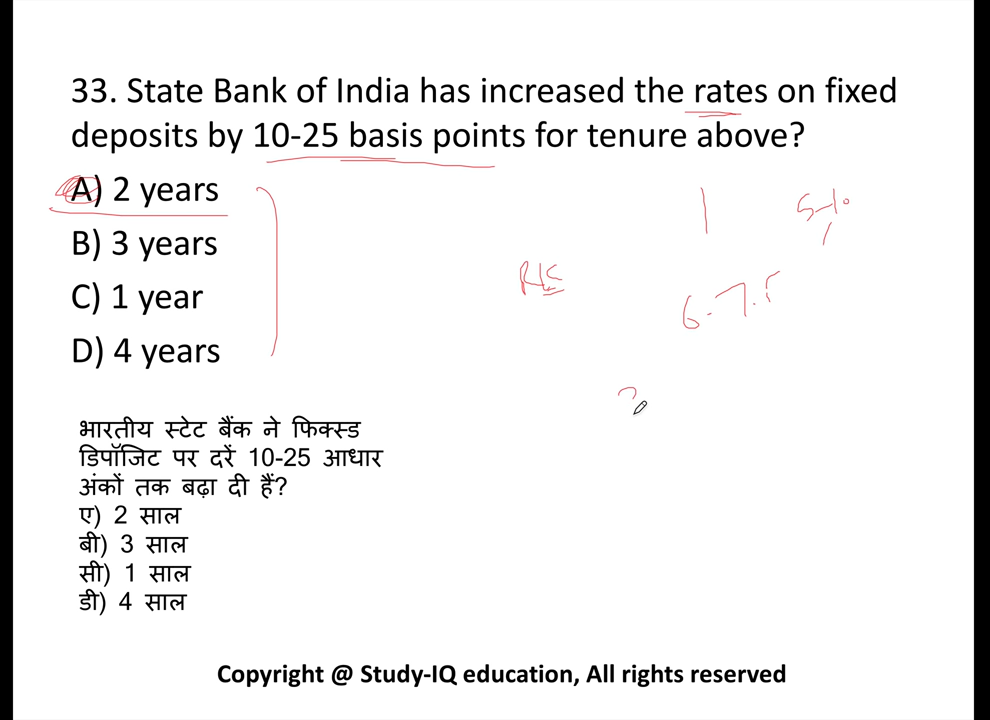 33. State Bank of India has increased the rates on fixed
deposits by 10-25 basis points for tenure above?
A) 2 years
B) 3 years
C) 1 year
D) 4 years
भारतीय स्टेट बैंक ने फिक्स्ड
डिपॉजिट पर दरें 10-25 आधार
अंकों तक बढ़ा दी हैं?
ए) 2 साल
बी) 3 साल
सी) 1 साल
डी) 4 साल
Copyright @ Study-IQ education, All rights reserved